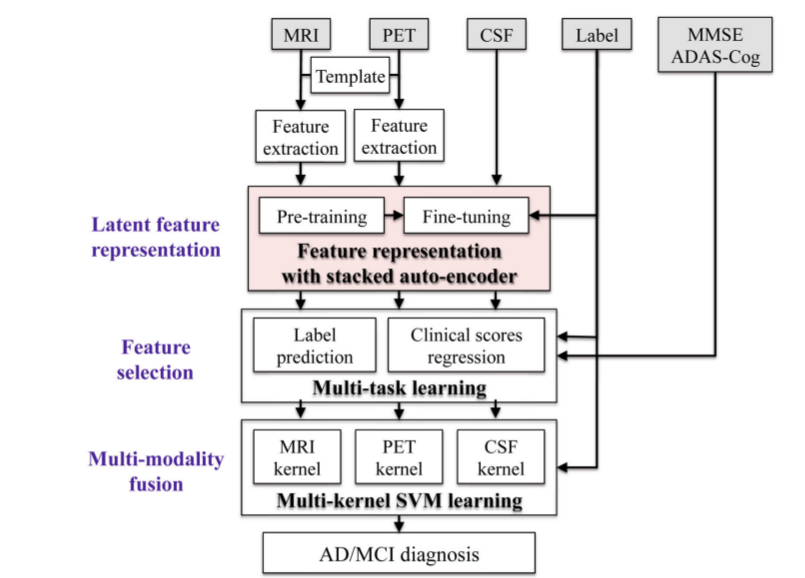 MRI
PET
CSF
Label
MMSE
ADAS-Cog
Template
Feature
extraction
Feature
extraction
Latent feature
representation
Pre-training
Fine-tuning
Feature representation
with stacked auto-encoder
Feature
selection
Label
prediction
Clinical scores
regression
Multi-task learning
Multi-modality
fusion
MRI
kernel
PET
kernel
CSF
kernel
Multi-kernel SVM learning
AD/MCI diagnosis